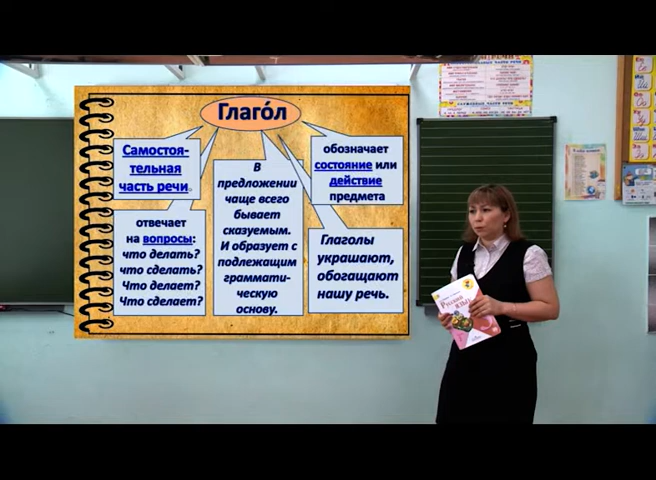 Глаго́л
Самостоя-
тельная
часть речи.
обозначает
состояние или
действие
предмета
В
предложении
чаще всего
бывает
сказуемым.
И образует с
подлежащим
граммати-
ческую
основу.
отвечает
на вопросы:
что делать?
что сделать?
Что делает?
Что сделает?
Глаголы
украшают,
обогащают
нашу речь.
Русский
язык